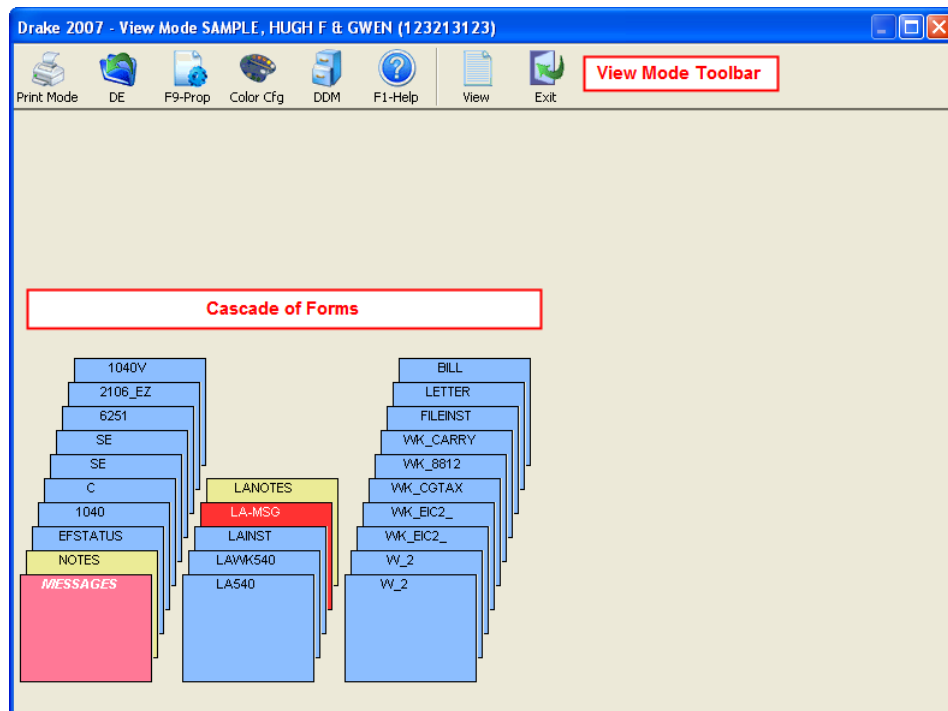 Drake 2007 - View Mode SAMPLE, HUGH F & GWEN (123213123)
Print Mode DE F9-Prop Color Cfg DDM F1-Help View Exit
View Mode Toolbar
Cascade of Forms
1040V
2106_EZ
6251
SE
SE
C
1040
EFSTATUS
NOTES
MESSAGES
LANOTES
LA-MSG
LAINST
LAWK540
LA540
BILL
LETTER
FILEINST
WK_CARRY
WK_8812
WK_CGTAX
WK_EIC2_
WK_EIC2_
W_2
W_2